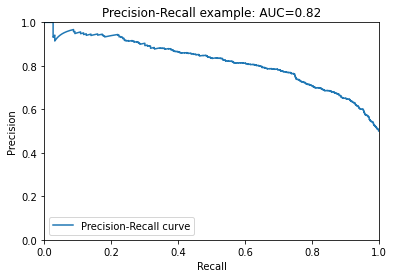 Precision-Recall example: AUC=0.82
1.0
0.8
0.6
0.4
0.2
0.0
Precision
Precision-Recall curve
0.0 0.2 0.4 0.6 0.8 1.0
Recall